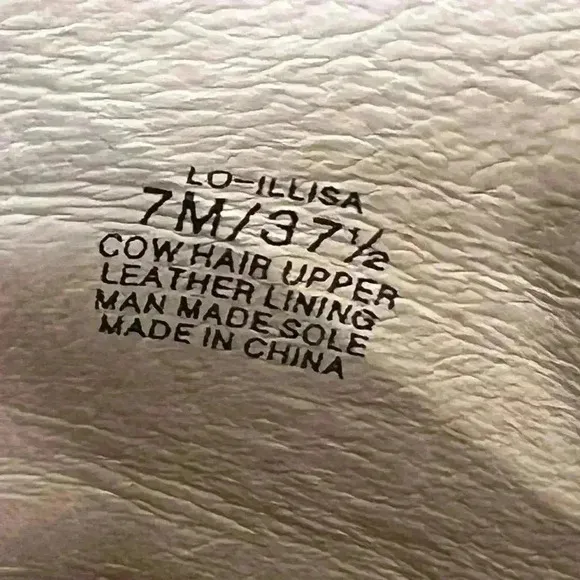 LO-ILLISA
7M/37½
COW HAIR UPPER
LEATHER LINING
MAN MADE SOLE
MADE IN CHINA